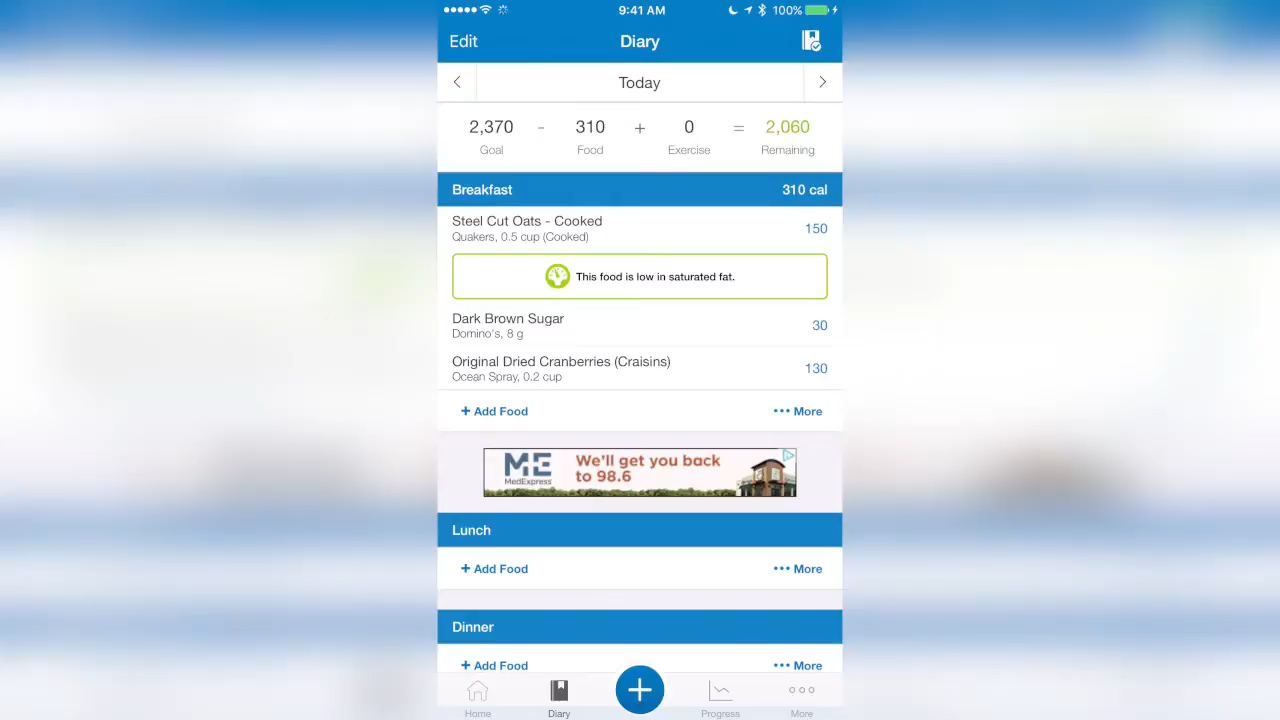 9:41 AM
100%
Edit
Diary
Today
2,370 - 310 + 0 = 2,060
Goal Food Exercise Remaining
Breakfast 310 cal
Steel Cut Oats - Cooked
Quakers, 0.5 cup (Cooked)
150
This food is low in saturated fat.
Dark Brown Sugar
Domino's, 8 g
30
Original Dried Cranberries (Craisins)
Ocean Spray, 0.2 cup
130
+ Add Food
••• More
ME
MedExpress
We'll get you back
to 98.6
Lunch
+ Add Food
••• More
Dinner
+ Add Food
••• More
Home
Diary
Progress
More